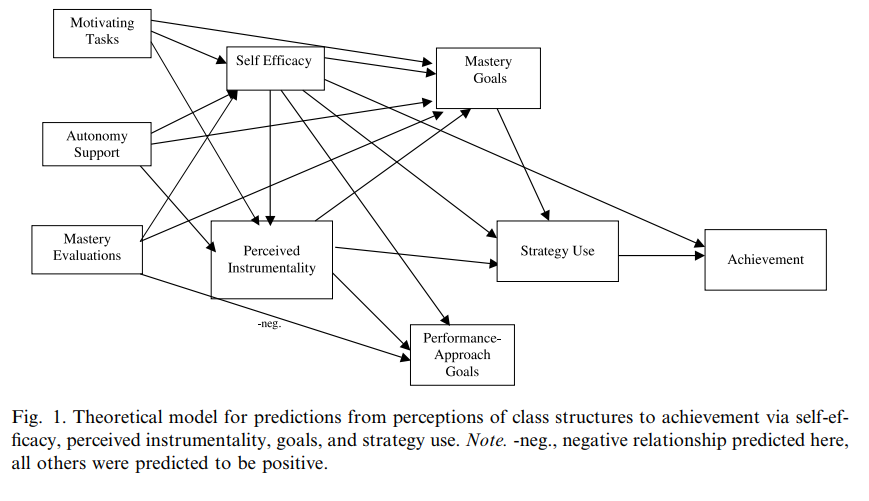 Motivating
Tasks
Self Efficacy
Mastery
Goals
Autonomy
Support
Mastery
Evaluations
Perceived
Instrumentality
Strategy Use
Achievement
-neg.
Performance-
Approach
Goals
Fig. 1. Theoretical model for predictions from perceptions of class structures to achievement via self-ef-
ficacy, perceived instrumentality, goals, and strategy use. Note. -neg., negative relationship predicted here,
all others were predicted to be positive.